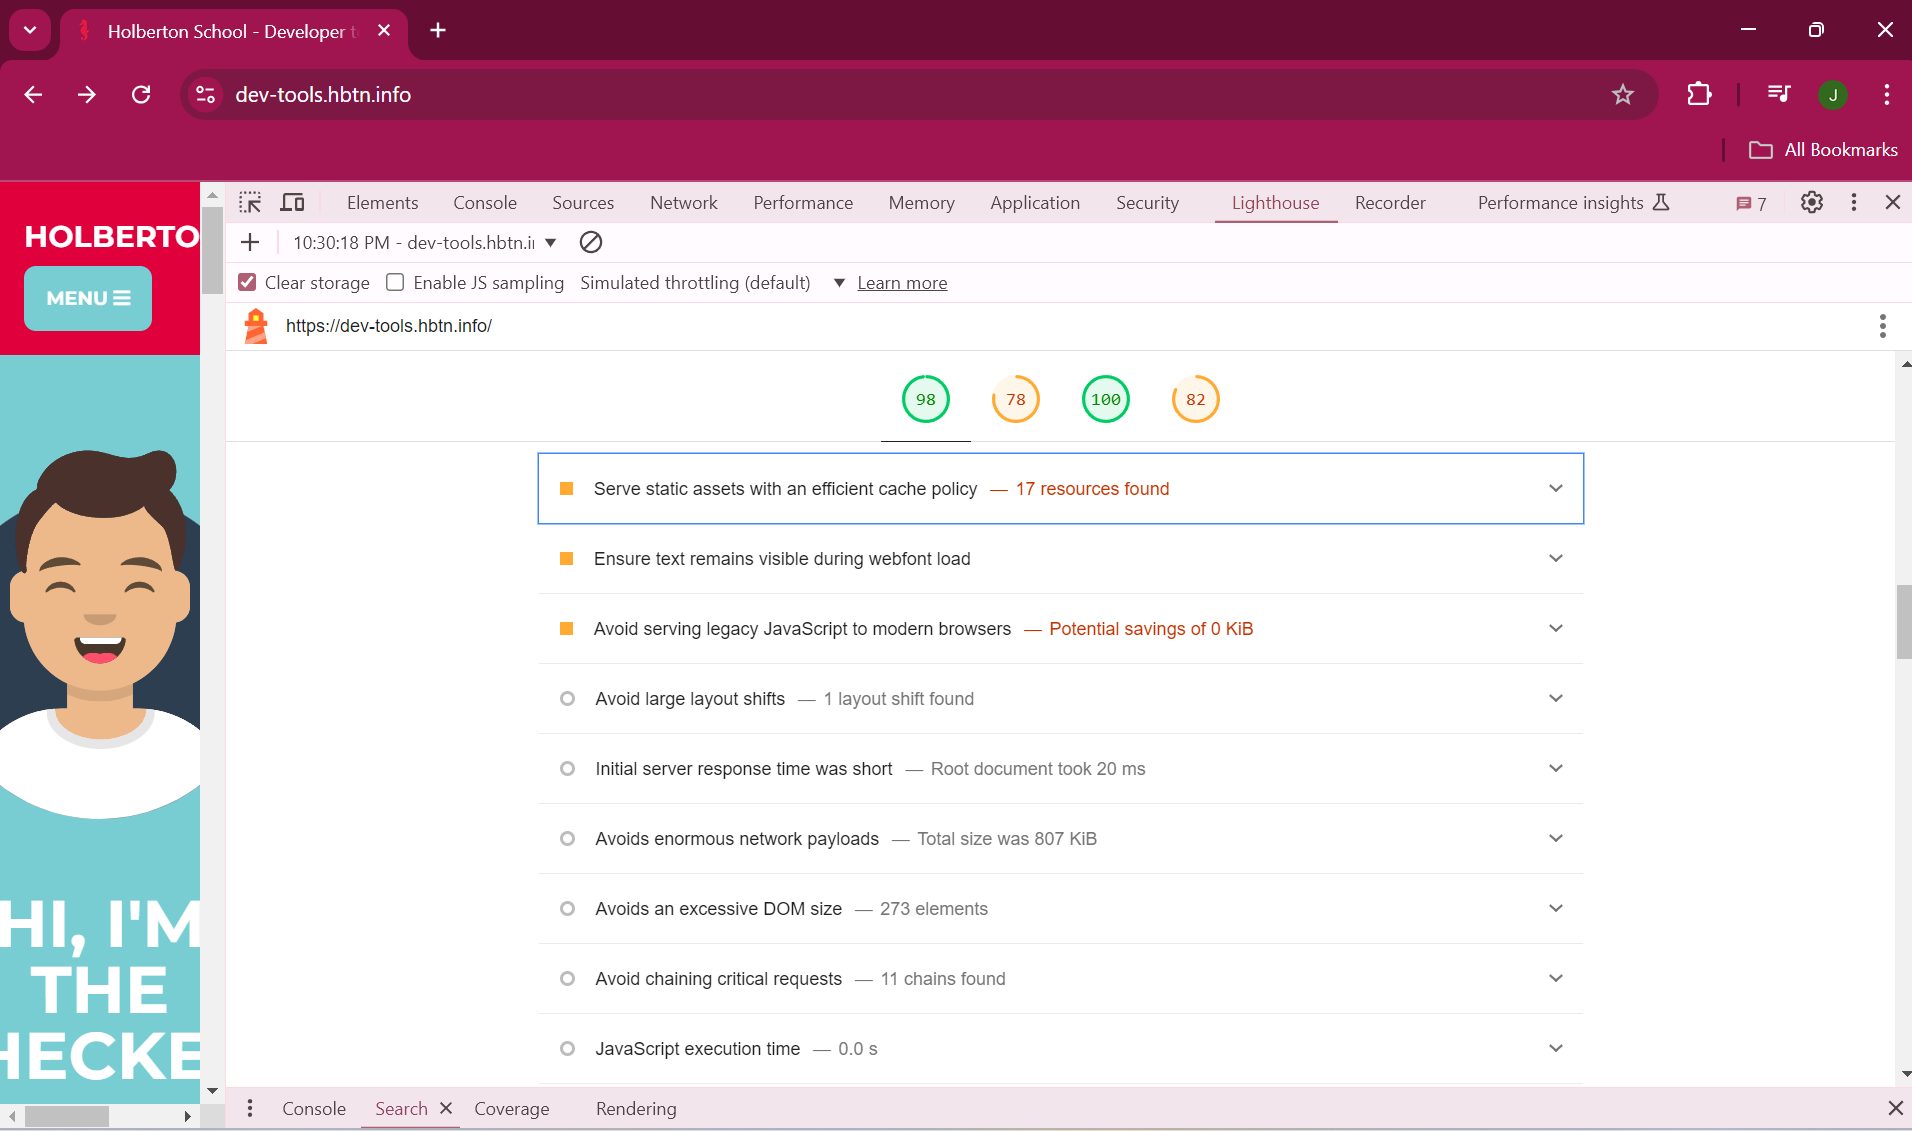 Holberton School - Developer t
dev-tools.hbtn.info
J
All Bookmarks
HOLBERTO
MENU
HI, I'M
THE
HECKE
Elements Console Sources Network Performance Memory Application Security Lighthouse Recorder Performance insights 7
10:30:18 PM - dev-tools.hbtn.i
Clear storage Enable JS sampling Simulated throttling (default) Learn more
https://dev-tools.hbtn.info/
98 78 100 82
Serve static assets with an efficient cache policy — 17 resources found
Ensure text remains visible during webfont load
Avoid serving legacy JavaScript to modern browsers — Potential savings of 0 KiB
Avoid large layout shifts — 1 layout shift found
Initial server response time was short — Root document took 20 ms
Avoids enormous network payloads — Total size was 807 KiB
Avoids an excessive DOM size — 273 elements
Avoid chaining critical requests — 11 chains found
JavaScript execution time — 0.0 s
Console Search Coverage Rendering